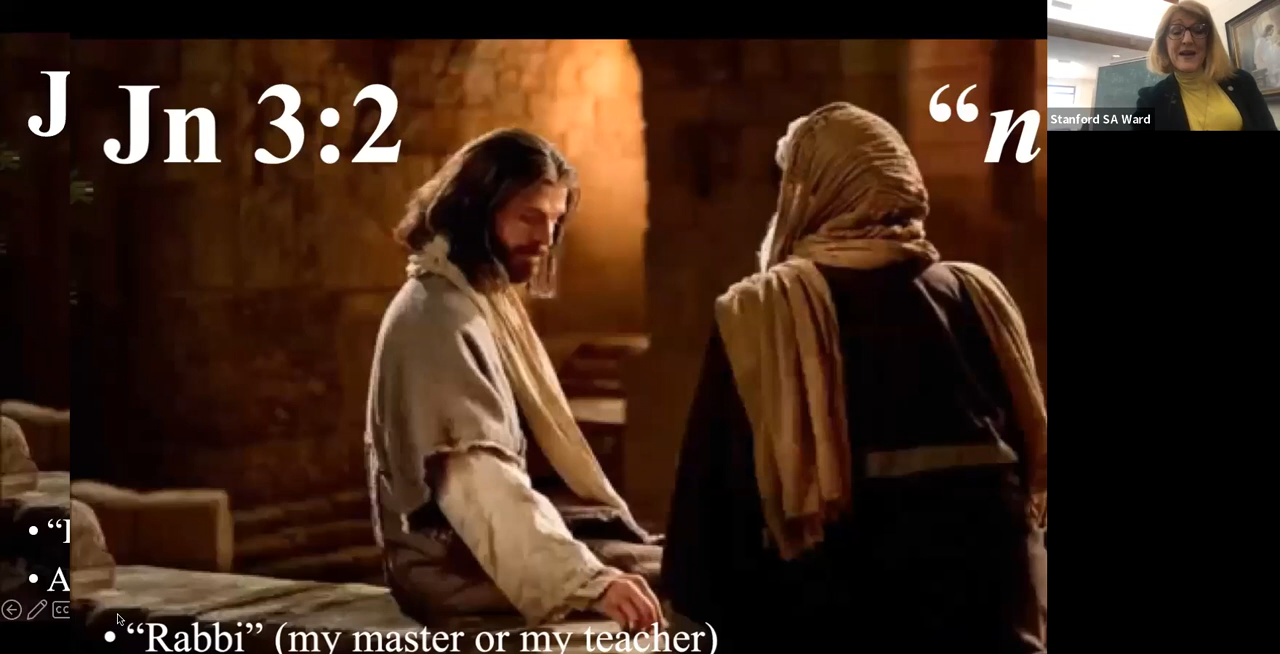 J
Jn 3:2
“n
Stanford SA Ward
• “I
• A
• “Rabbi” (my master or my teacher)